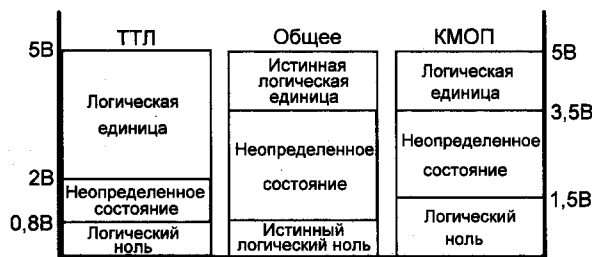 ТТЛ
Общее
КМОП
5В
Логическая
единица
2В
Неопределенное
состояние
0,8В
Логический
ноль
Истинная
логическая
единица
Неопределенное
состояние
Истинный
логический ноль
5В
Логическая
единица
3,5В
Неопределенное
состояние
1,5В
Логический
ноль